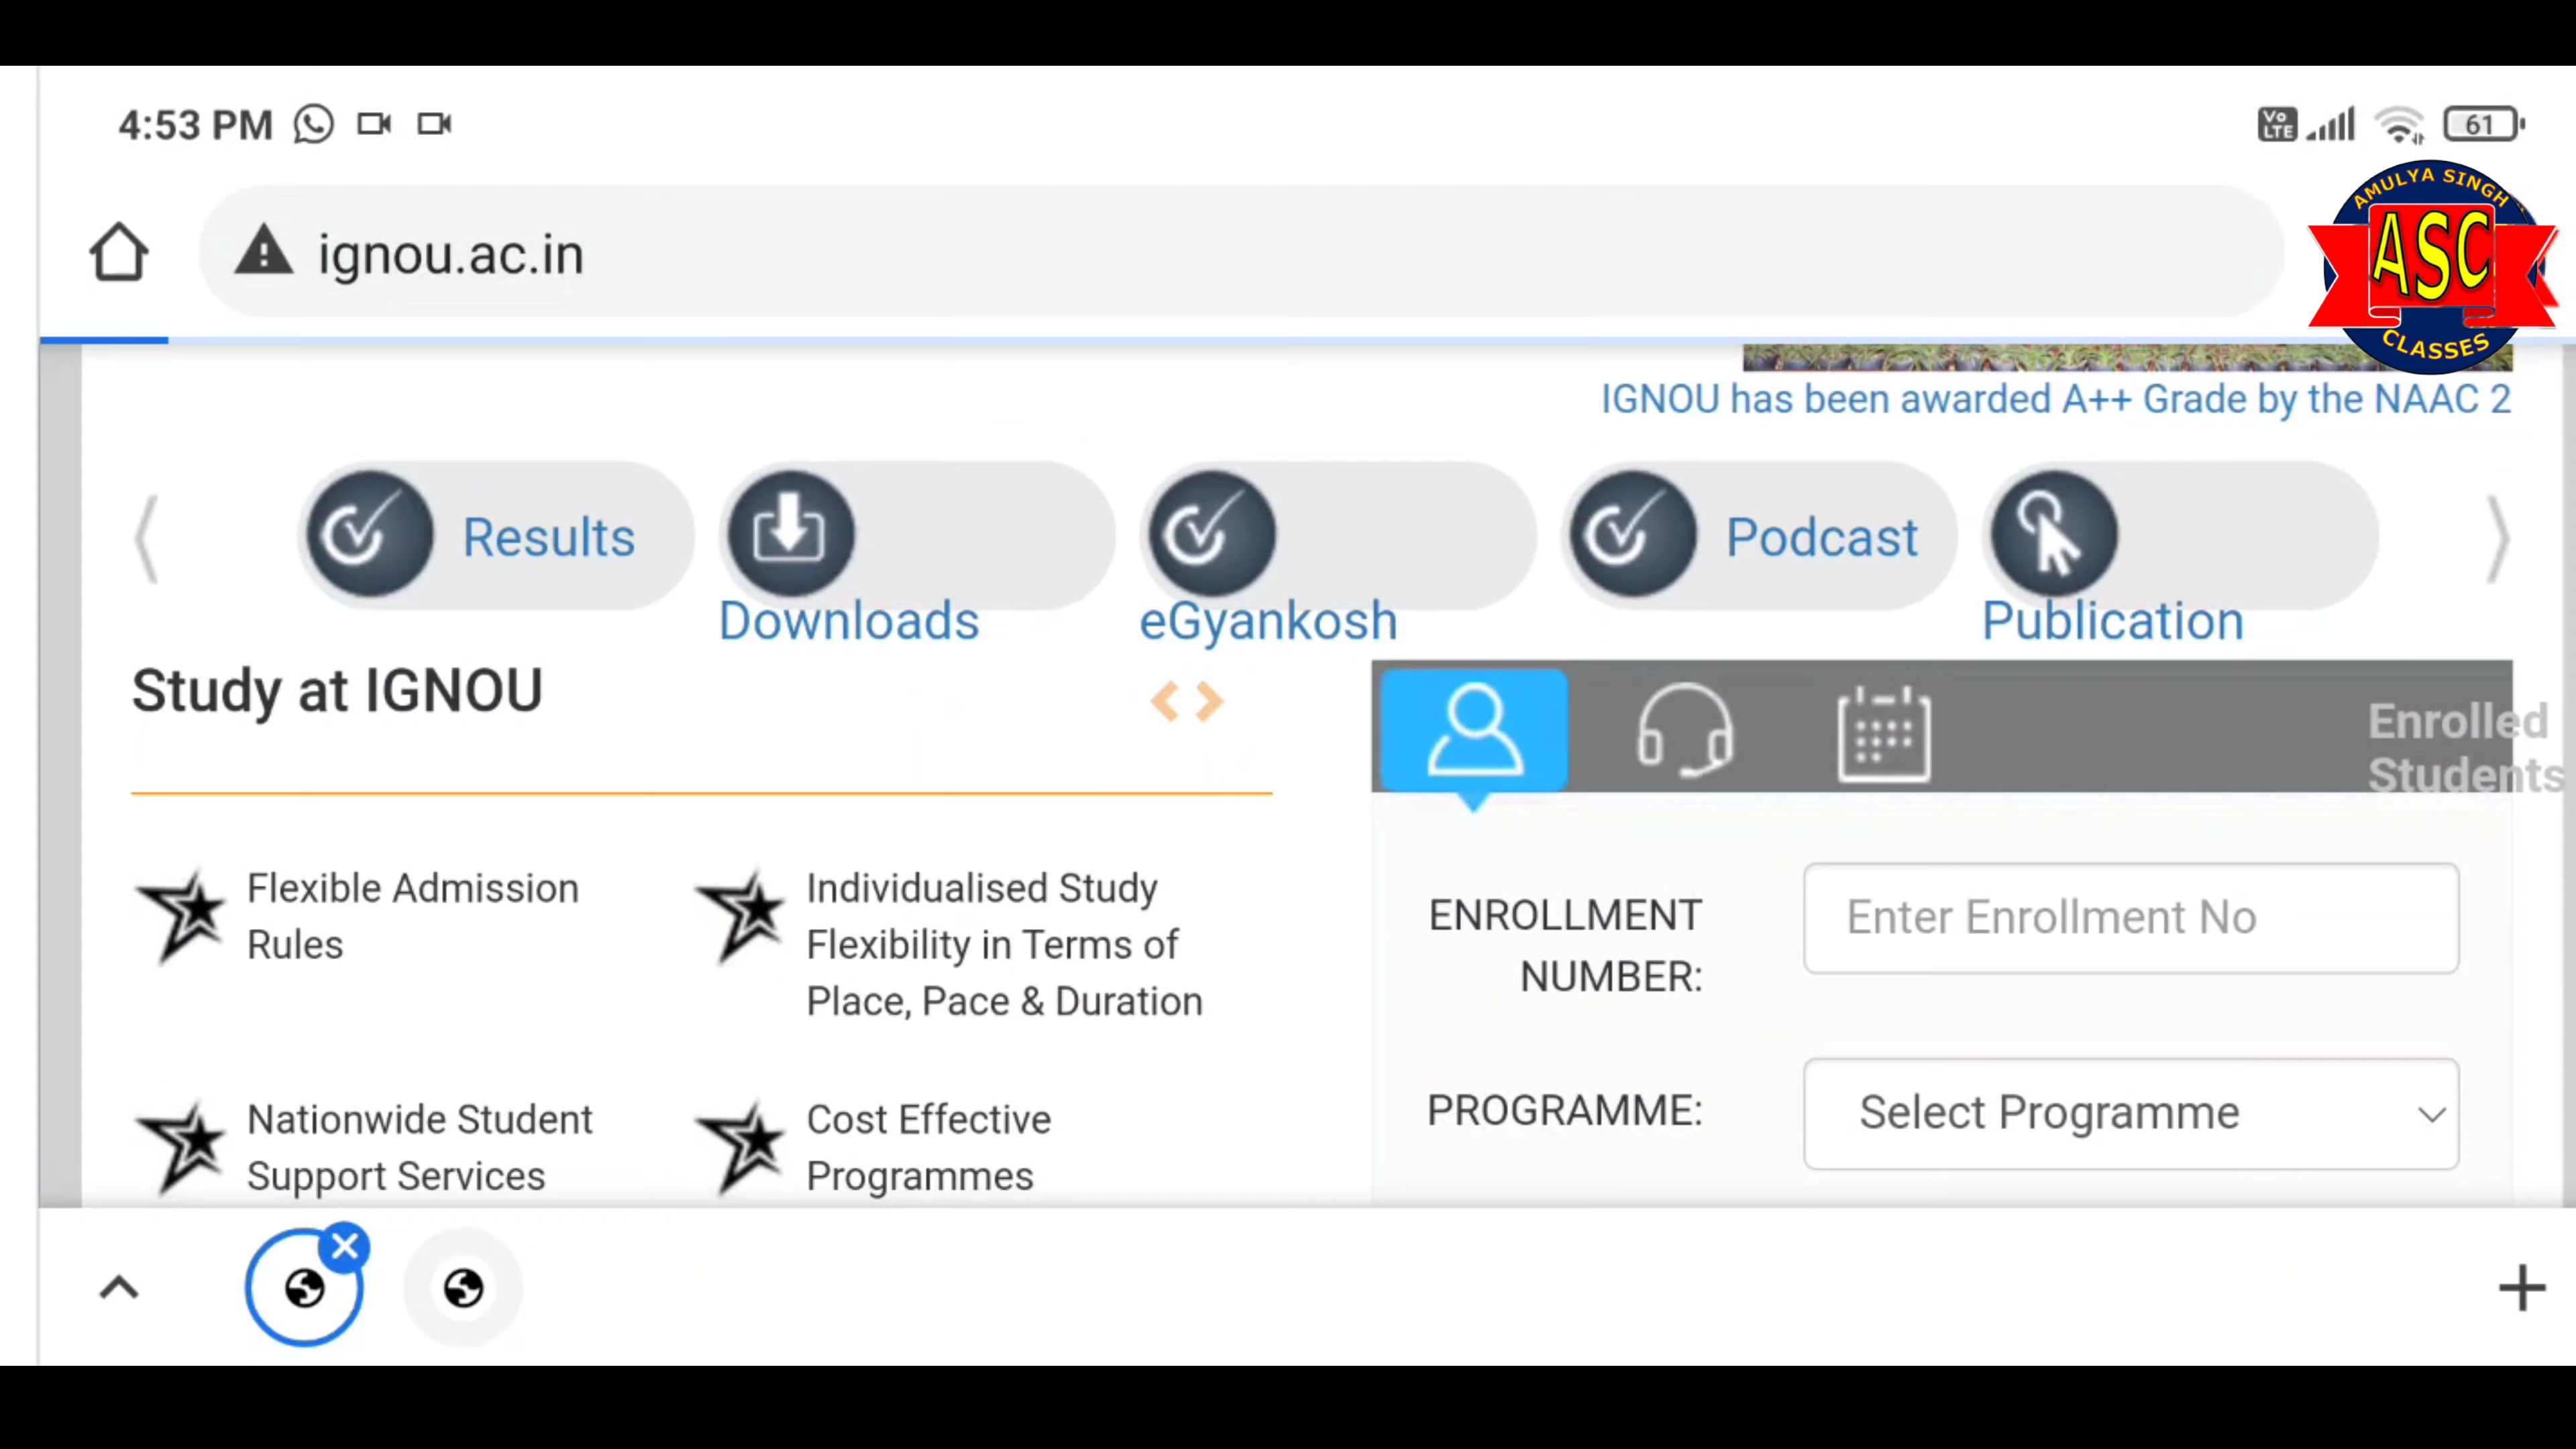 4:53 PM
Vo LTE
61
ignou.ac.in
AMULYA SINGH
ASC
CLASSES
IGNOU has been awarded A++ Grade by the NAAC 2
Results
Downloads
eGyankosh
Podcast
Publication
Study at IGNOU
Enrolled
Students
Flexible Admission
Rules
Individualised Study
Flexibility in Terms of
Place, Pace & Duration
ENROLLMENT
NUMBER:
Enter Enrollment No
PROGRAMME:
Select Programme
Nationwide Student
Support Services
Cost Effective
Programmes